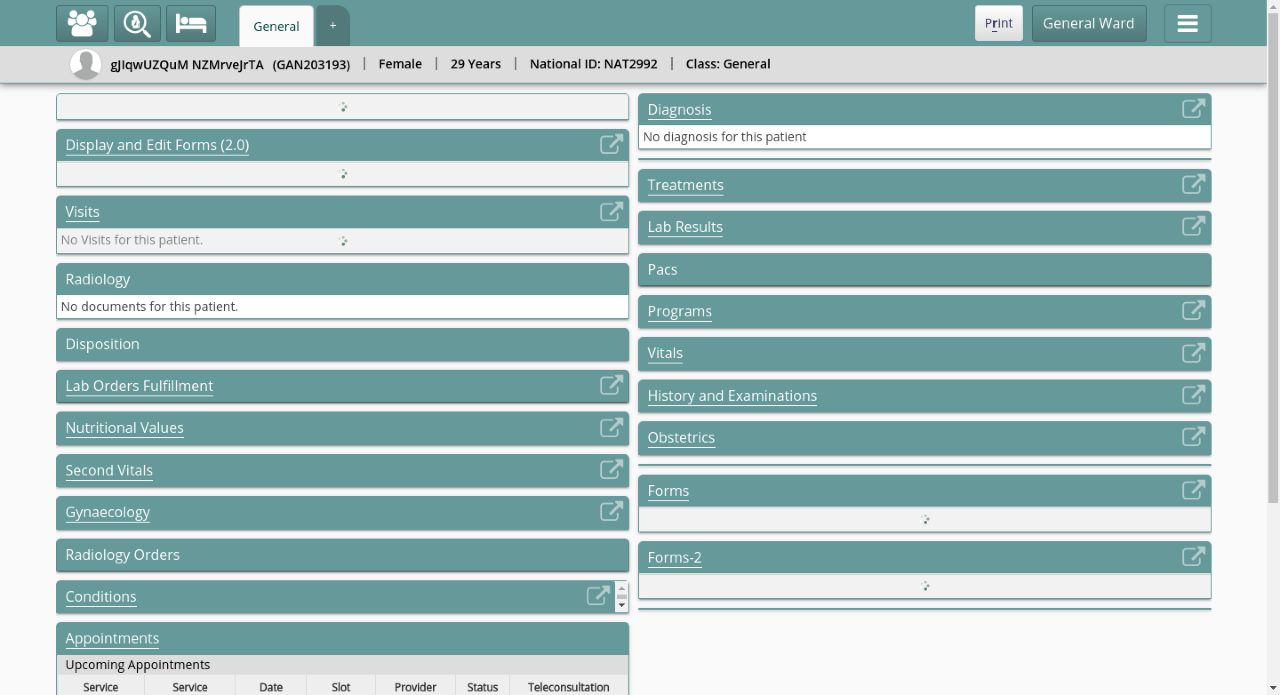 General
+
Print
General Ward
gJIqwUZQuM NZMrveJrTA (GAN203193) | Female | 29 Years | National ID: NAT2992 | Class: General
Display and Edit Forms (2.0)
Visits
No Visits for this patient.
Radiology
No documents for this patient.
Disposition
Lab Orders Fulfillment
Nutritional Values
Second Vitals
Gynaecology
Radiology Orders
Conditions
Appointments
Upcoming Appointments
Service Service Date Slot Provider Status Teleconsultation
Diagnosis
No diagnosis for this patient
Treatments
Lab Results
Pacs
Programs
Vitals
History and Examinations
Obstetrics
Forms
Forms-2